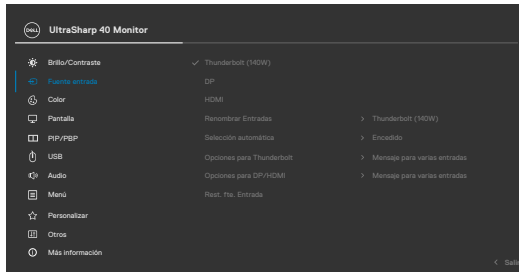 DELL
UltraSharp 40 Monitor
Brillo/Contraste
Thunderbolt (140W)
Fuente entrada
DP
Color
HDMI
Pantalla
Renombrar Entradas
Thunderbolt (140W)
PIP/PBP
Selección automática
Encedido
USB
Opciones para Thunderbolt
Mensaje para varias entradas
Audio
Opciones para DP/HDMI
Mensaje para varias entradas
Menú
Rest. fte. Entrada
Personalizar
Otros
Más información
Salir